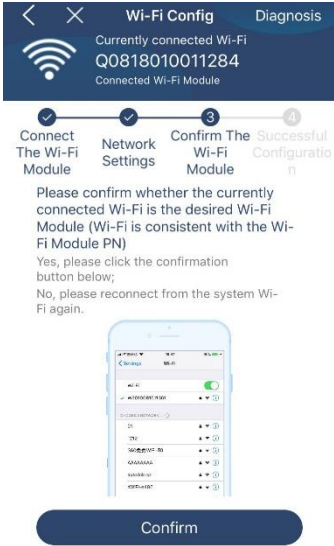 Wi-Fi Config
Diagnosis
Currently connected Wi-Fi
Q0818010011284
Connected Wi-Fi Module
3
4
Connect
The Wi-Fi
Module
Network
Settings
Confirm The
Wi-Fi
Module
Successful
Configuratio
n
Please confirm whether the currently
connected Wi-Fi is the desired Wi-Fi
Module (Wi-Fi is consistent with the Wi-
Fi Module PN)
Yes, please click the confirmation
button below;
No, please reconnect from the system Wi-
Fi again.
Settings
Wi-Fi
Wi-Fi
Confirm